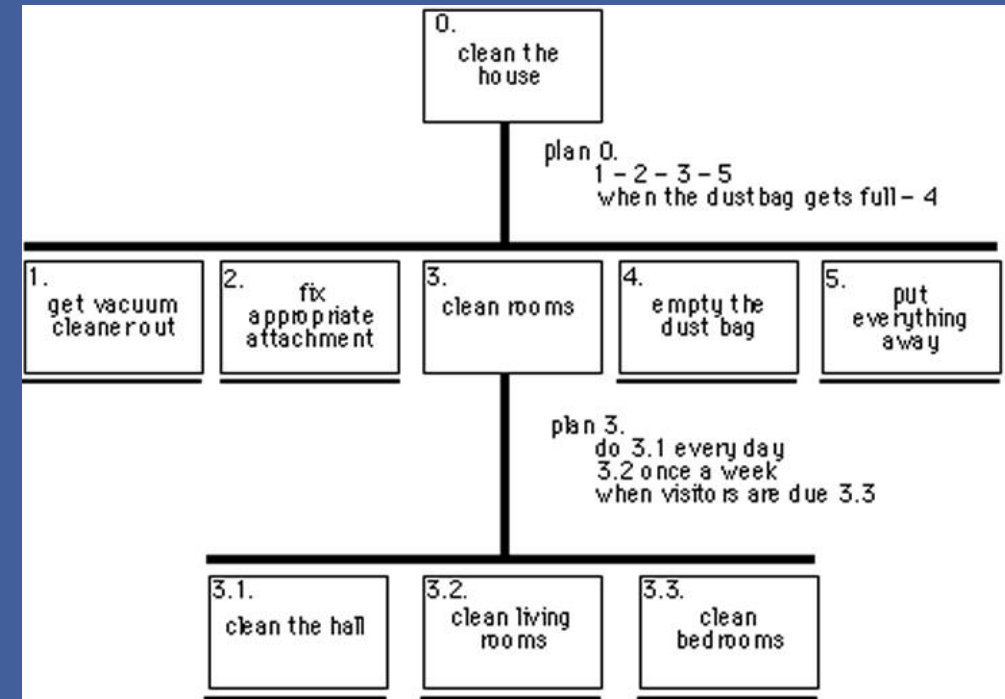 0.
clean the
house
plan 0.
1 – 2 – 3 – 5
when the dust bag gets full – 4
1.
get vacuum
cleaner out
2.
fix
appropriate
attachment
3.
clean rooms
4.
empty the
dust bag
5.
put
everything
away
plan 3.
do 3.1 every day
3.2 once a week
when visitors are due 3.3
3.1.
clean the hall
3.2.
clean living
rooms
3.3.
clean
bedrooms